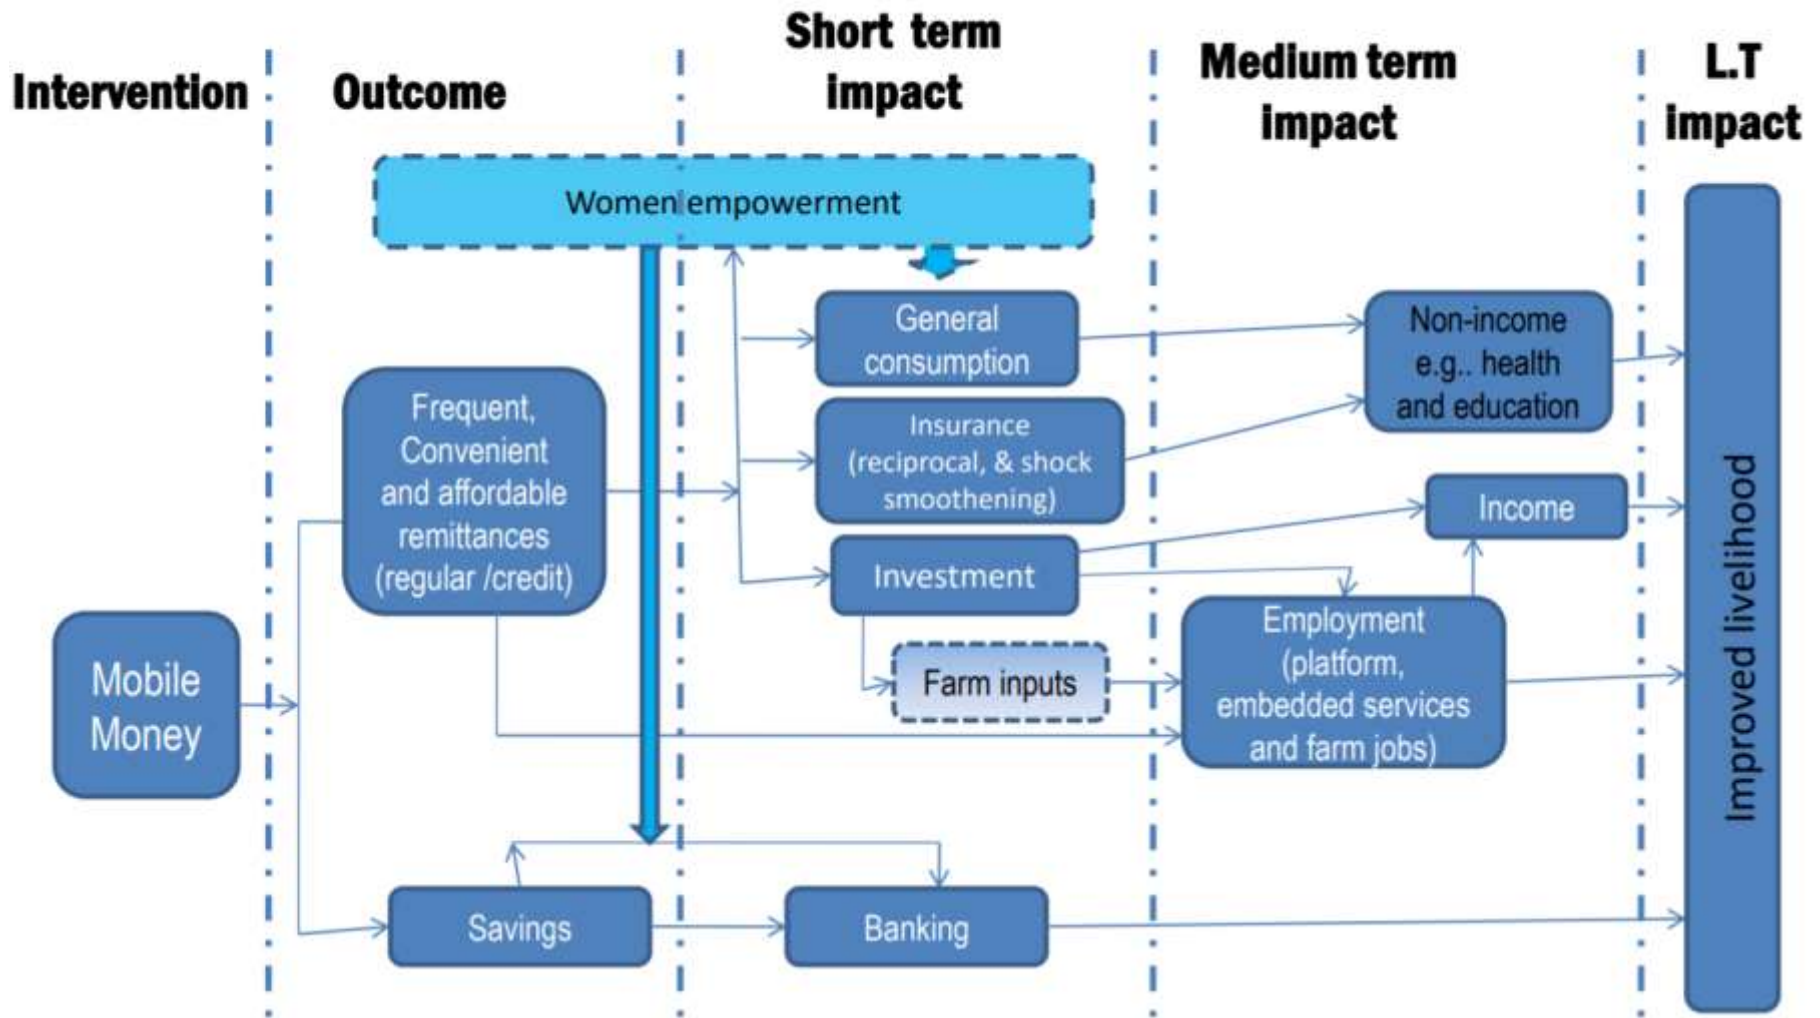 Intervention
Outcome
Short term
impact
Medium term
impact
L.T
impact
Women empowerment
General
consumption
Non-income
e.g.. health
and education
Frequent,
Convenient
and affordable
remittances
(regular /credit)
Insurance
(reciprocal, & shock
smoothening)
Income
Investment
Mobile
Money
Farm inputs
Employment
(platform,
embedded services
and farm jobs)
Improved livelihood
Savings
Banking